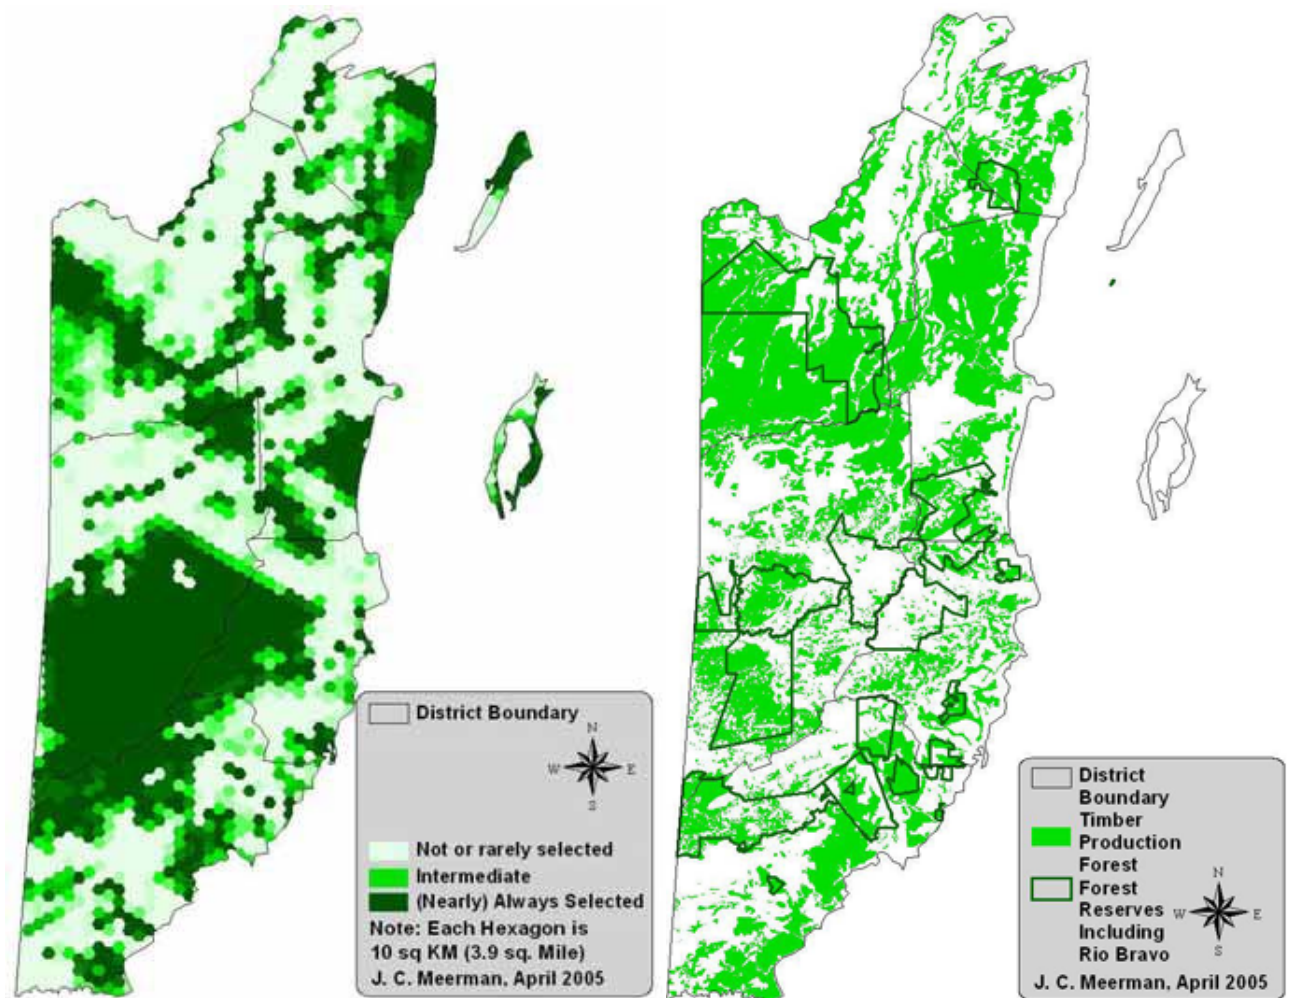 District Boundary
N
W E
S
Not or rarely selected
Intermediate
(Nearly) Always Selected
Note: Each Hexagon is
10 sq KM (3.9 sq. Mile)
J. C. Meerman, April 2005
District
Boundary
Timber
Production
Forest
Forest
Reserves
Including
Rio Bravo
N
W E
S
J. C. Meerman, April 2005